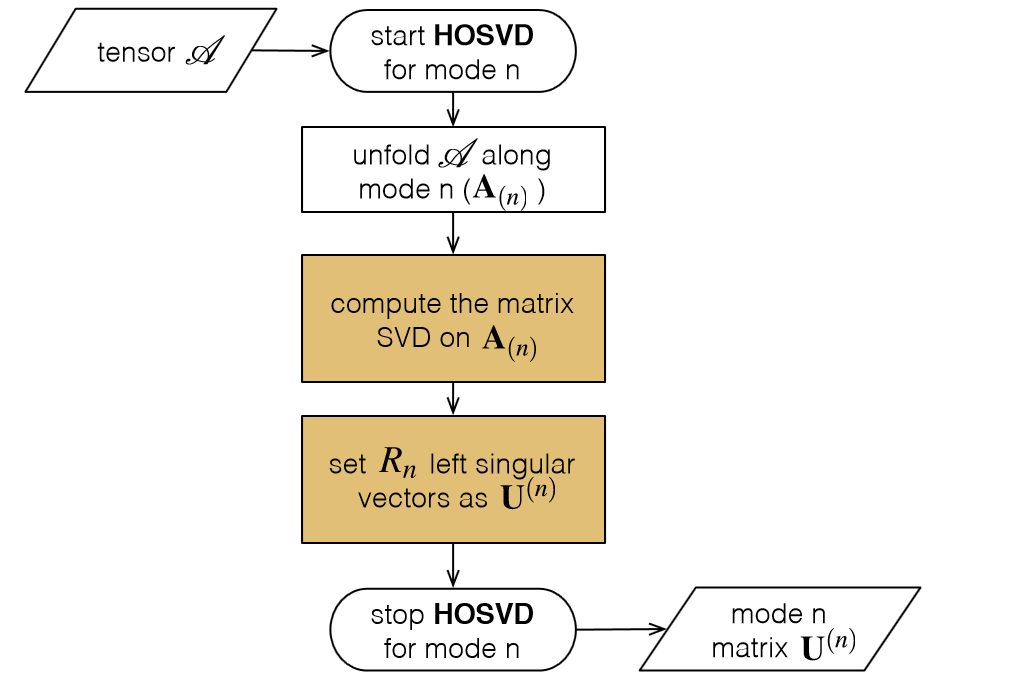 tensor 𝒜
start HOSVD
for mode n
unfold 𝒜 along
mode n (A₍ₙ₎ )
compute the matrix
SVD on A₍ₙ₎
set Rₙ left singular
vectors as U⁽ⁿ⁾
stop HOSVD
for mode n
mode n
matrix U⁽ⁿ⁾